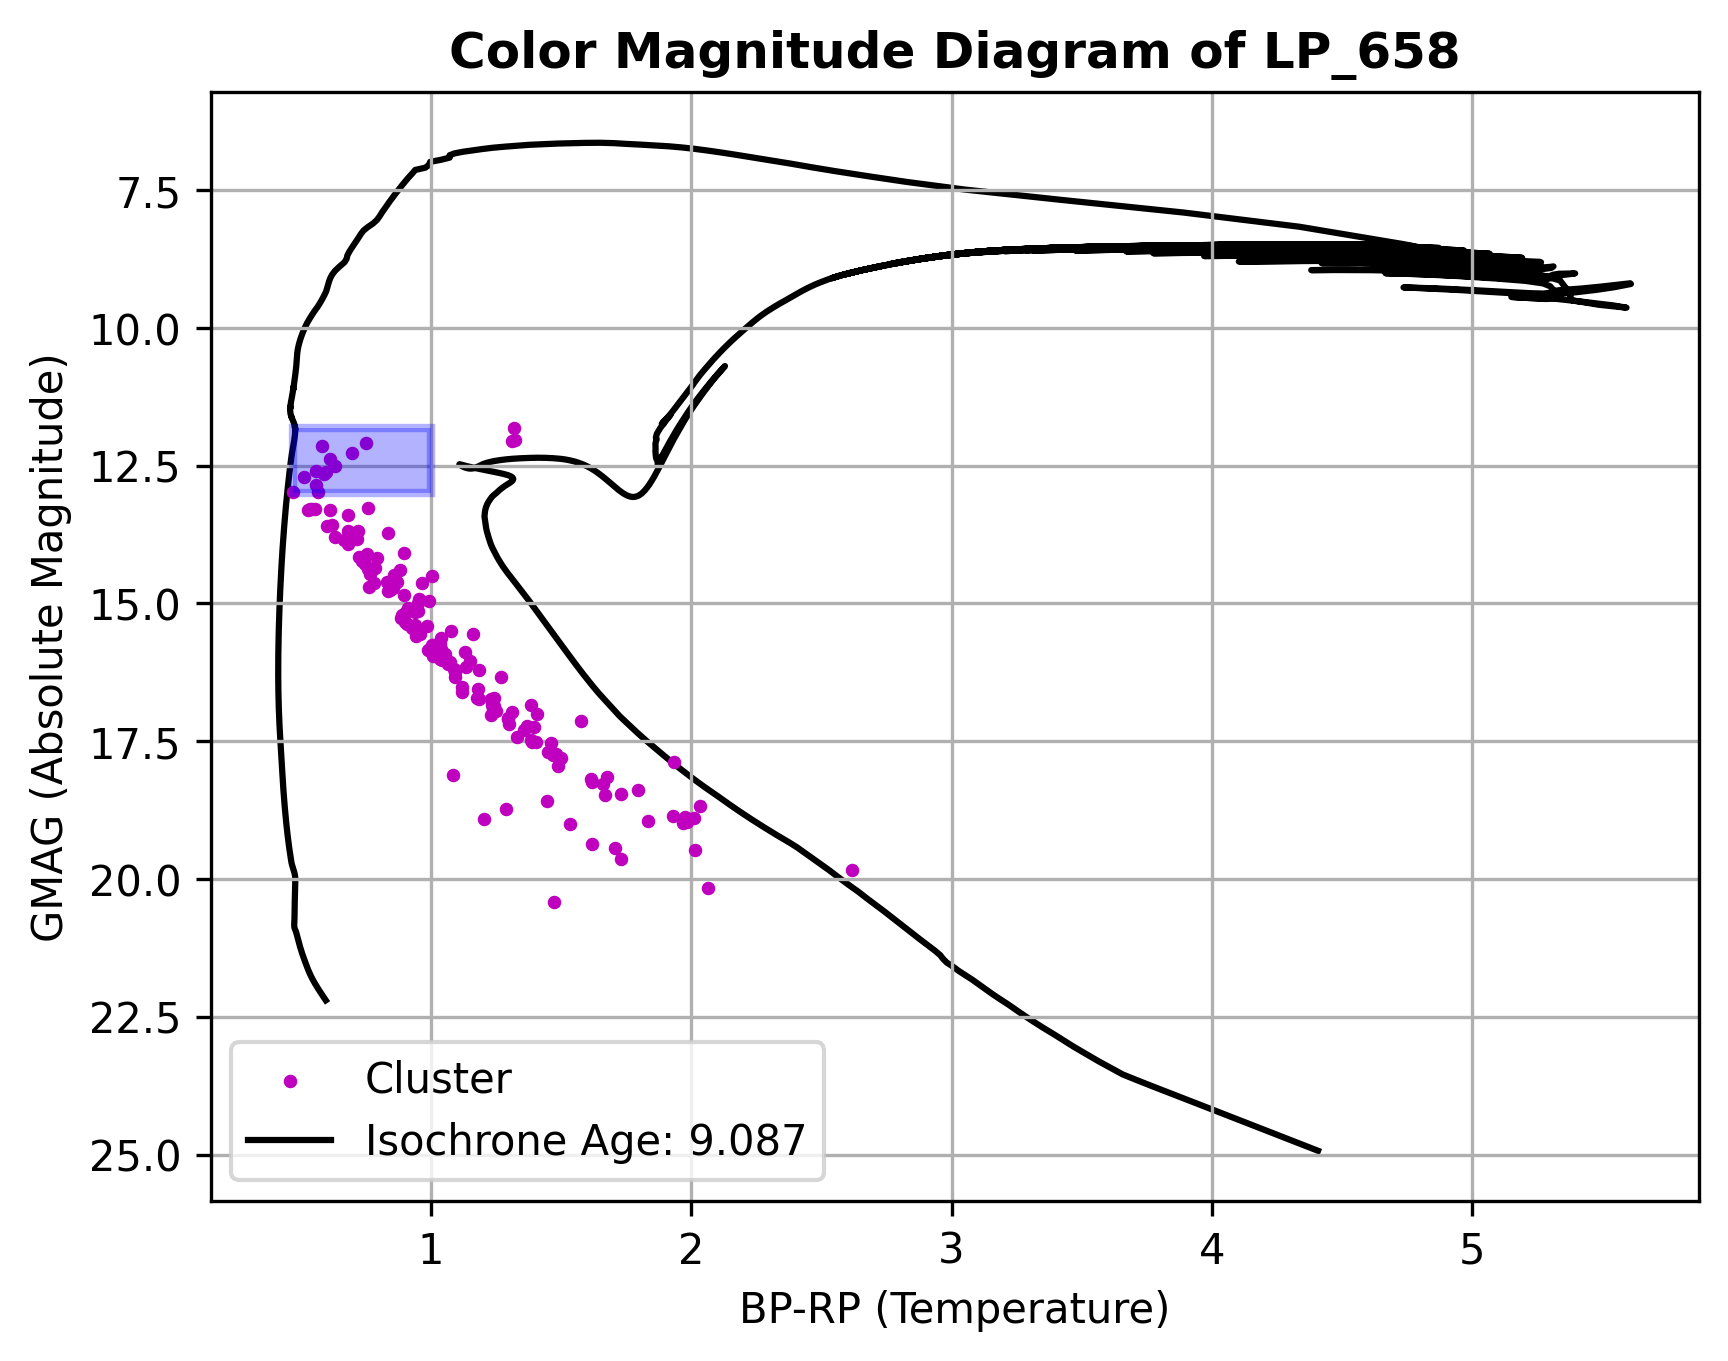 Color Magnitude Diagram of LP_658
GMAG (Absolute Magnitude)
7.5
10.0
12.5
15.0
17.5
20.0
22.5
25.0
Cluster
Isochrone Age: 9.087
1 2 3 4 5
BP-RP (Temperature)